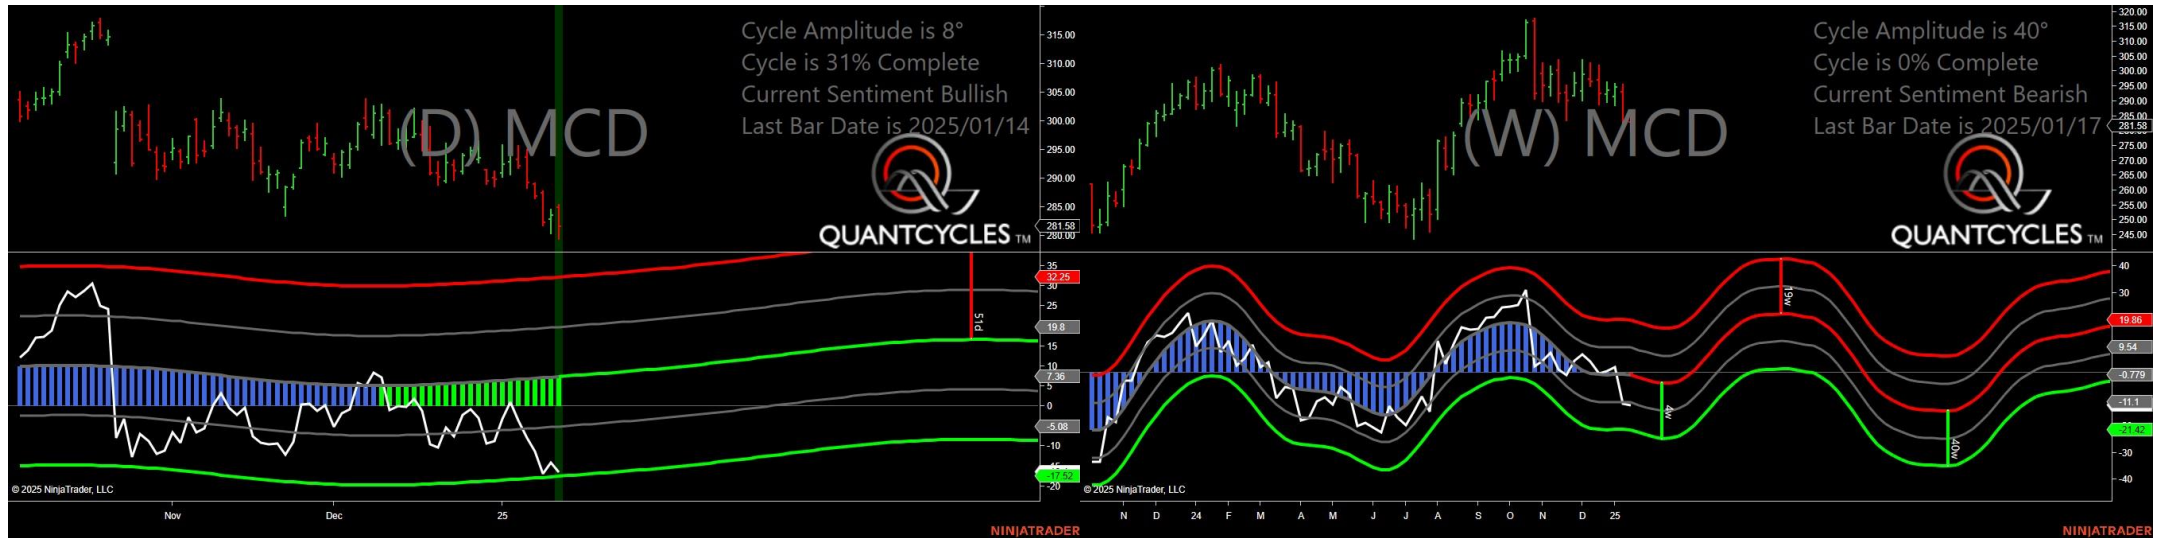 Cycle Amplitude is 8°
Cycle is 31% Complete
Current Sentiment Bullish
Last Bar Date is 2025/01/14
(D) MCD
QUANTCYCLES TM
315.00
310.00
305.00
300.00
295.00
290.00
285.00
281.58
280.00
35
32.25
30
25
19.8
15
10
7.36
5
0
-5.08
-10
-17.52
-20
51d
© 2025 NinjaTrader, LLC
Nov
Dec
25
NINJATRADER
Cycle Amplitude is 40°
Cycle is 0% Complete
Current Sentiment Bearish
Last Bar Date is 2025/01/17
(W) MCD
QUANTCYCLES TM
320.00
315.00
310.00
305.00
300.00
295.00
290.00
285.00
281.58
275.00
270.00
265.00
260.00
255.00
250.00
245.00
40
30
19.86
9.54
-0.779
-11.1
-21.42
-30
-40
19w
4w
40w
© 2025 NinjaTrader, LLC
N D 24 F M A M J J A S O N D 25
NINJATRADER